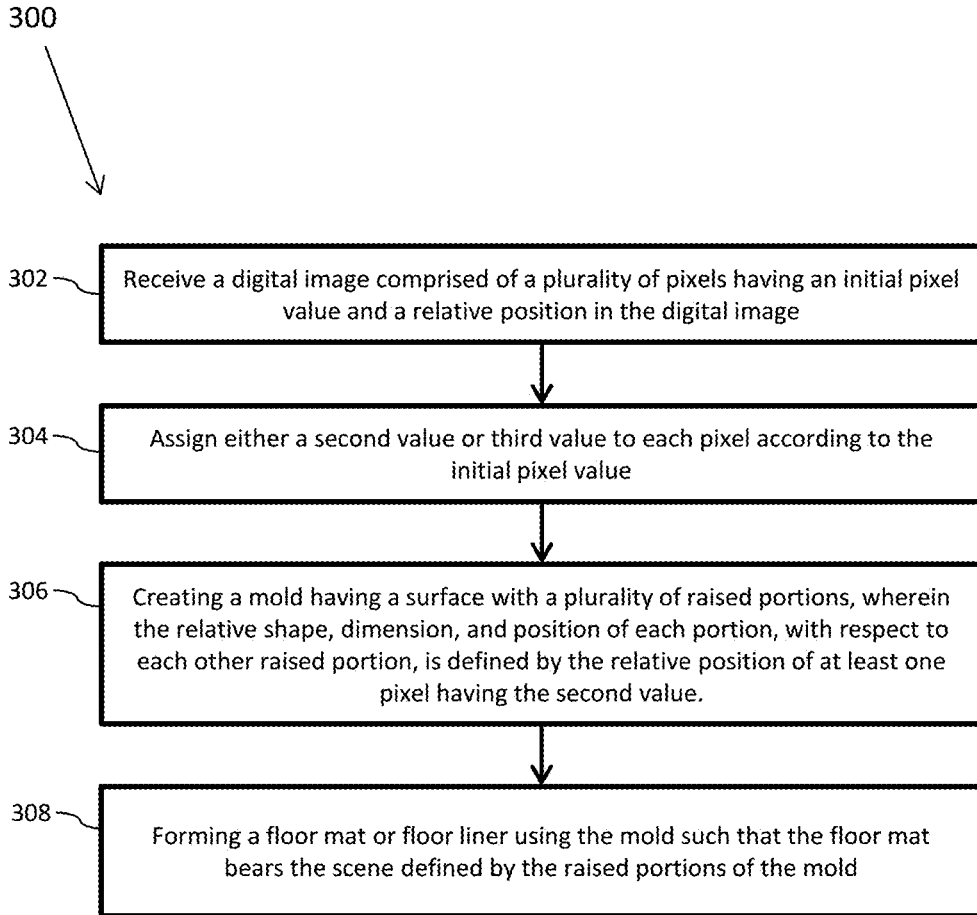 300
302
Receive a digital image comprised of a plurality of pixels having an initial pixel
value and a relative position in the digital image
304
Assign either a second value or third value to each pixel according to the
initial pixel value
306
Creating a mold having a surface with a plurality of raised portions, wherein
the relative shape, dimension, and position of each portion, with respect to
each other raised portion, is defined by the relative position of at least one
pixel having the second value.
308
Forming a floor mat or floor liner using the mold such that the floor mat
bears the scene defined by the raised portions of the mold